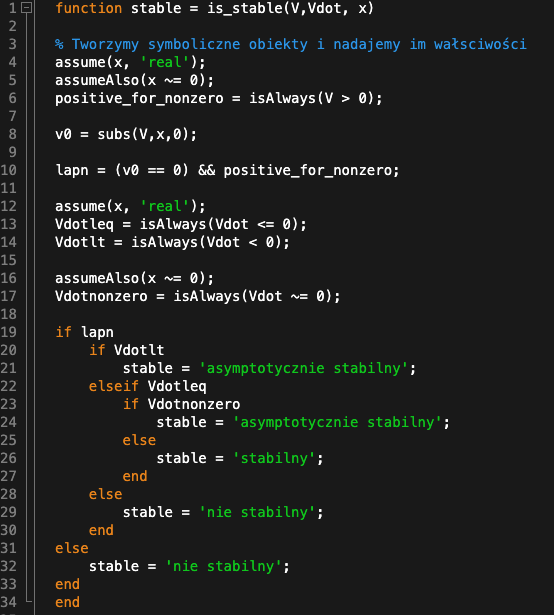 1 function stable = is_stable(V,Vdot, x)
2
3 % Tworzymy symboliczne obiekty i nadajemy im wałsciwości
4 assume(x, 'real');
5 assumeAlso(x ~= 0);
6 positive_for_nonzero = isAlways(V > 0);
7
8 v0 = subs(V,x,0);
9
10 lapn = (v0 == 0) && positive_for_nonzero;
11
12 assume(x, 'real');
13 Vdotleq = isAlways(Vdot <= 0);
14 Vdotlt = isAlways(Vdot < 0);
15
16 assumeAlso(x ~= 0);
17 Vdotnonzero = isAlways(Vdot ~= 0);
18
19 if lapn
20 if Vdotlt
21 stable = 'asymptotycznie stabilny';
22 elseif Vdotleq
23 if Vdotnonzero
24 stable = 'asymptotycznie stabilny';
25 else
26 stable = 'stabilny';
27 end
28 else
29 stable = 'nie stabilny';
30 end
31 else
32 stable = 'nie stabilny';
33 end
34 end